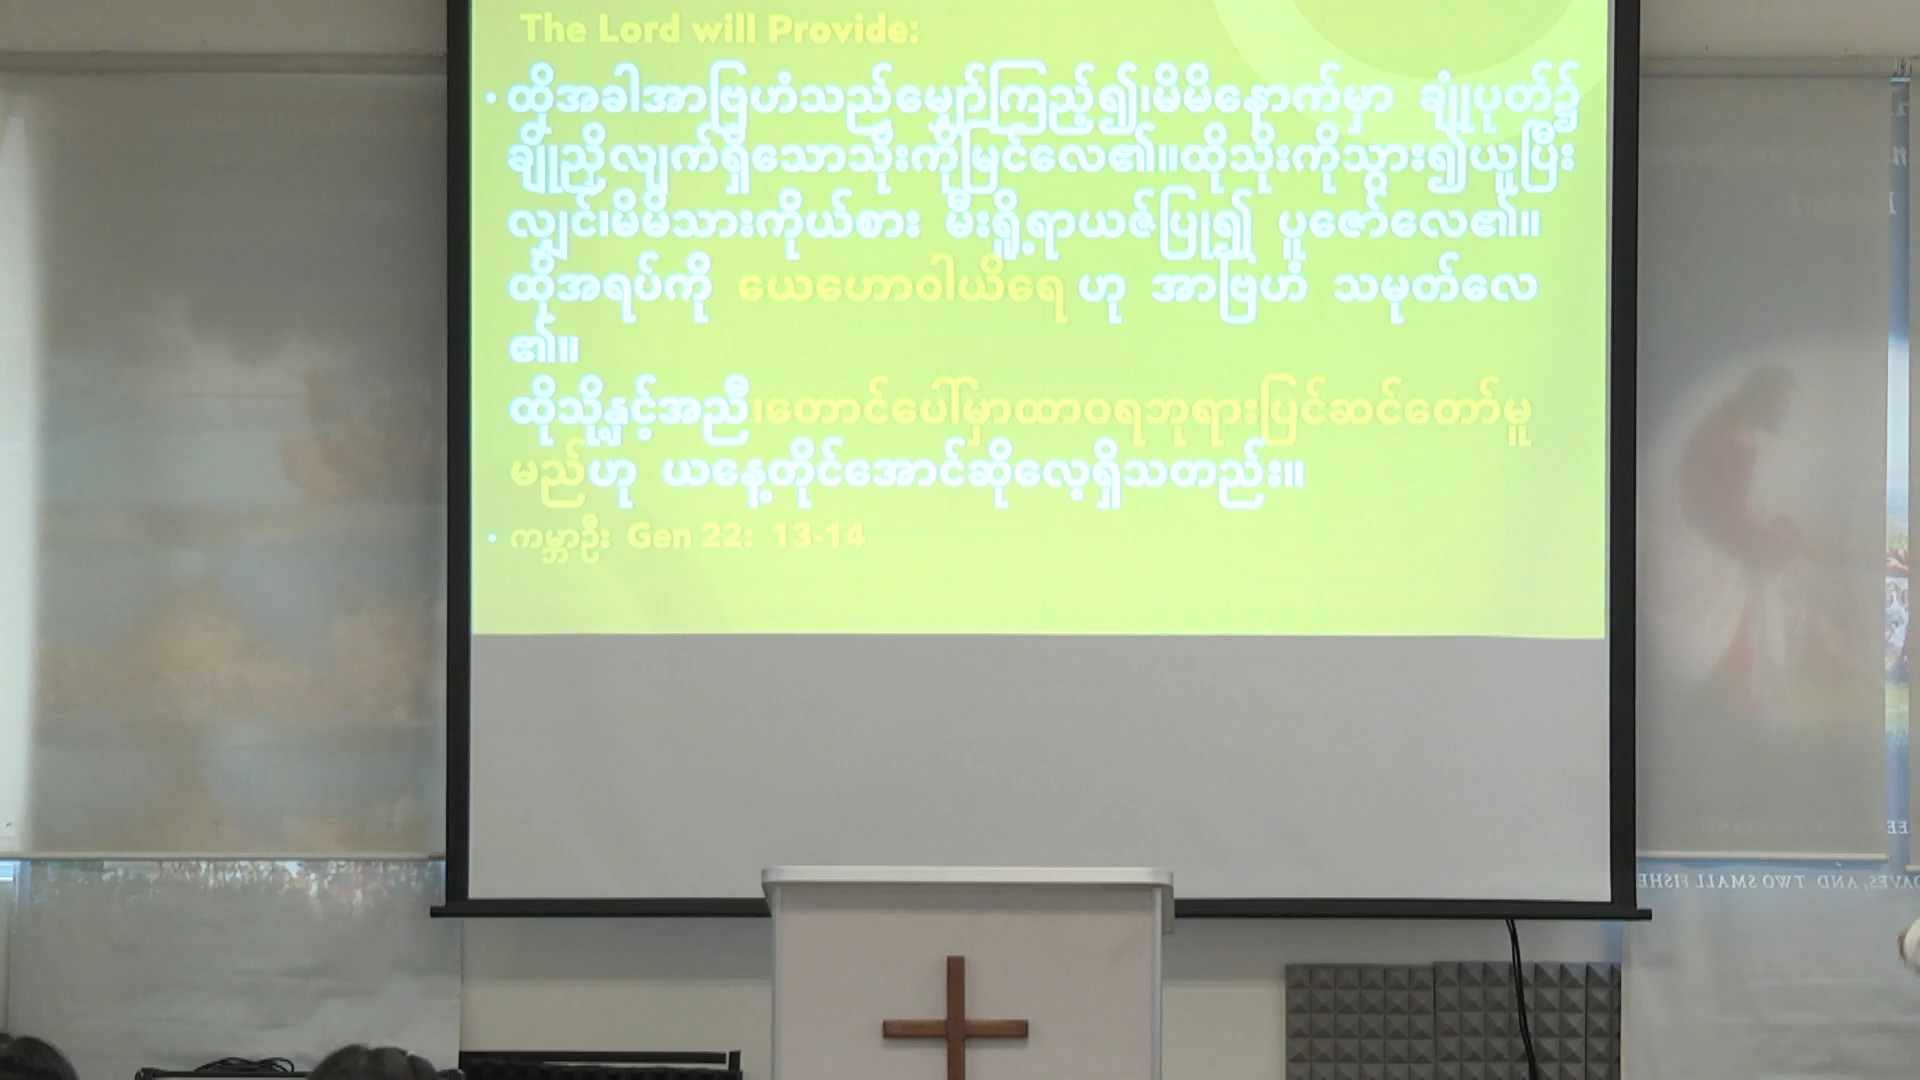 The Lord will Provide:
• ထိုအခါအာဗြဟံသည်မျှော်ကြည့်၍၊မိမိနောက်မှာ ချုံပုတ်၌
ချိုညိလျက်ရှိသောသိုးကိုမြင်လေ၏။ထိုသိုးကိုသွား၍ယူပြီး
လျှင်၊မိမိသားကိုယ်စား မီးရှို့ရာယဇ်ပြု၍ ပူဇော်လေ၏။
ထိုအရပ်ကို ယေဟောဝါယိရေ ဟု အာဗြဟံ သမုတ်လေ
၏။
ထိုသို့နှင့်အညီ၊တောင်ပေါ်မှာထာဝရဘုရားပြင်ဆင်တော်မူ
မည်ဟု ယနေ့တိုင်အောင်ဆိုလေ့ရှိသတည်း။
• ကမ္ဘာဦး Gen 22: 13-14
AND TWO SMALL FISHE